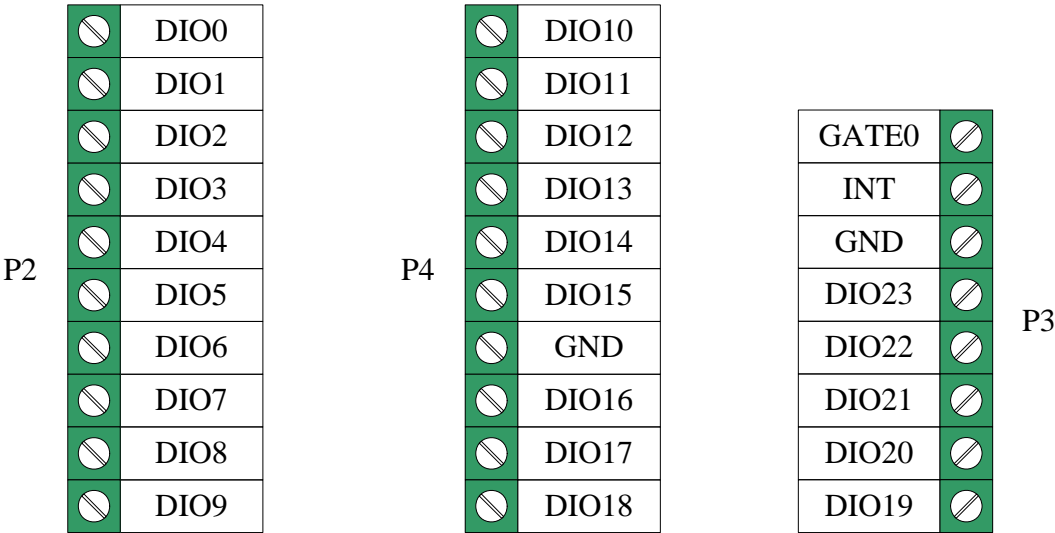 P2
DIO0
DIO1
DIO2
DIO3
DIO4
DIO5
DIO6
DIO7
DIO8
DIO9
P4
DIO10
DIO11
DIO12
DIO13
DIO14
DIO15
GND
DIO16
DIO17
DIO18
GATE0
INT
GND
DIO23
DIO22
DIO21
DIO20
DIO19
P3